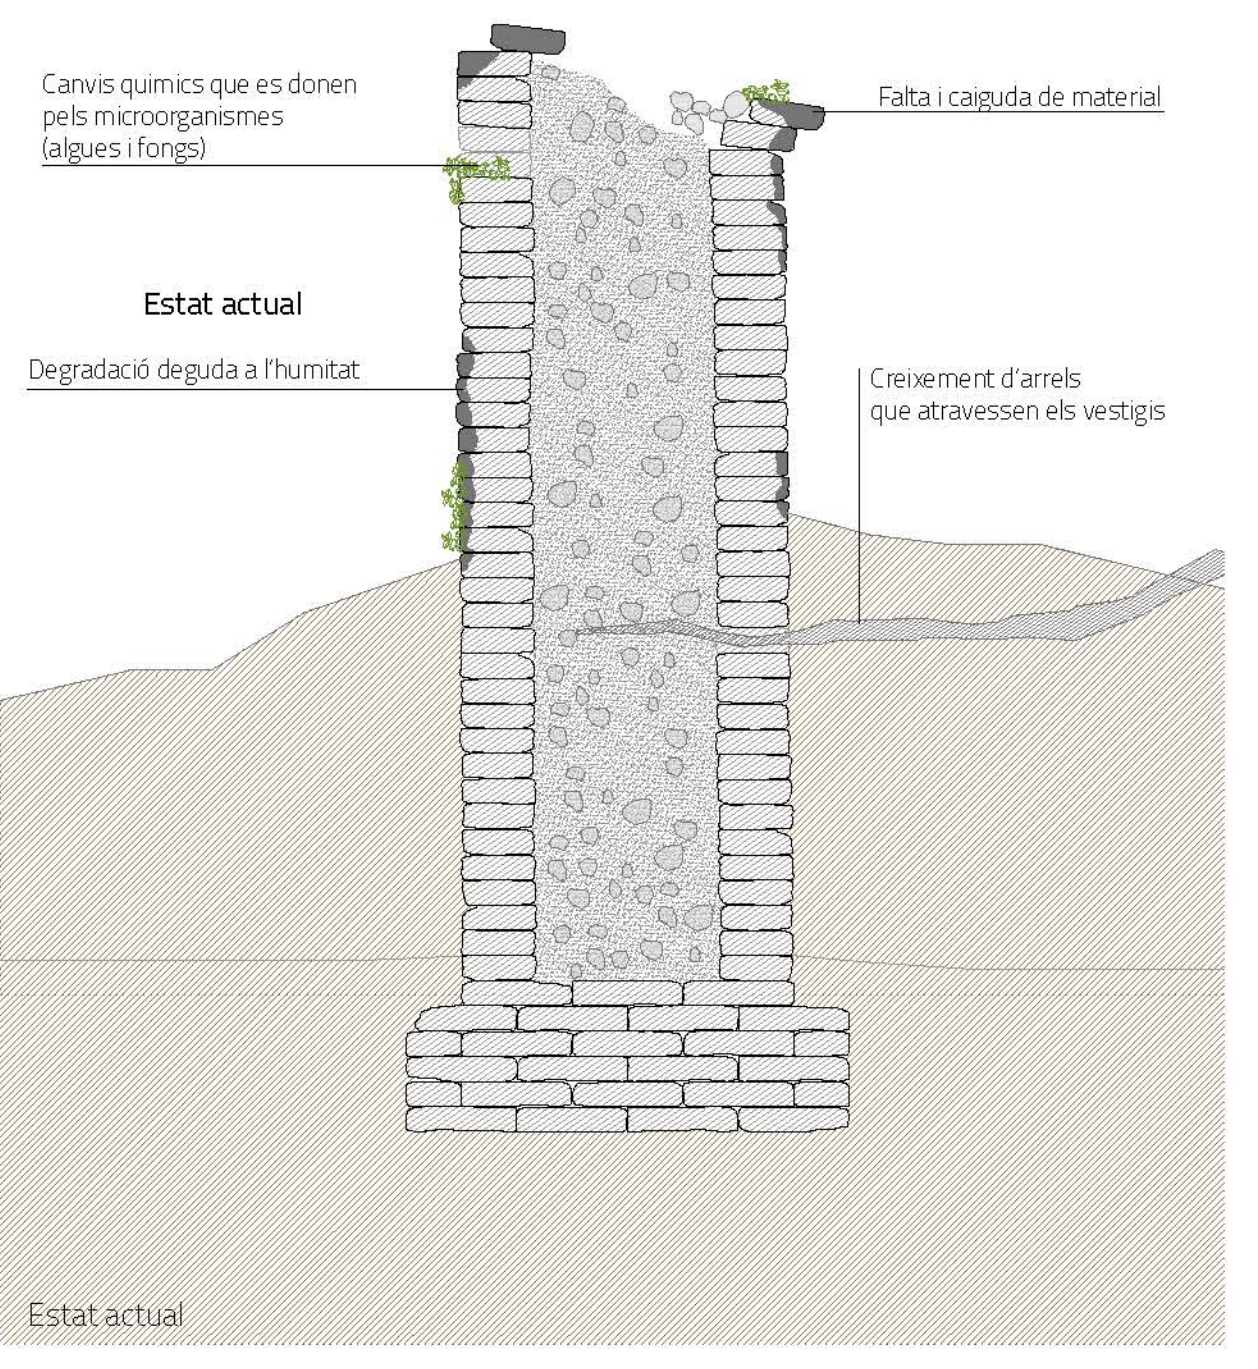 Canvis quimics que es donen
pels microorganismes
(algues i fongs)
Falta i caiguda de material
Estat actual
Degradació deguda a l'humitat
Creixement d'arrels
que atravessen els vestigis
Estat actual